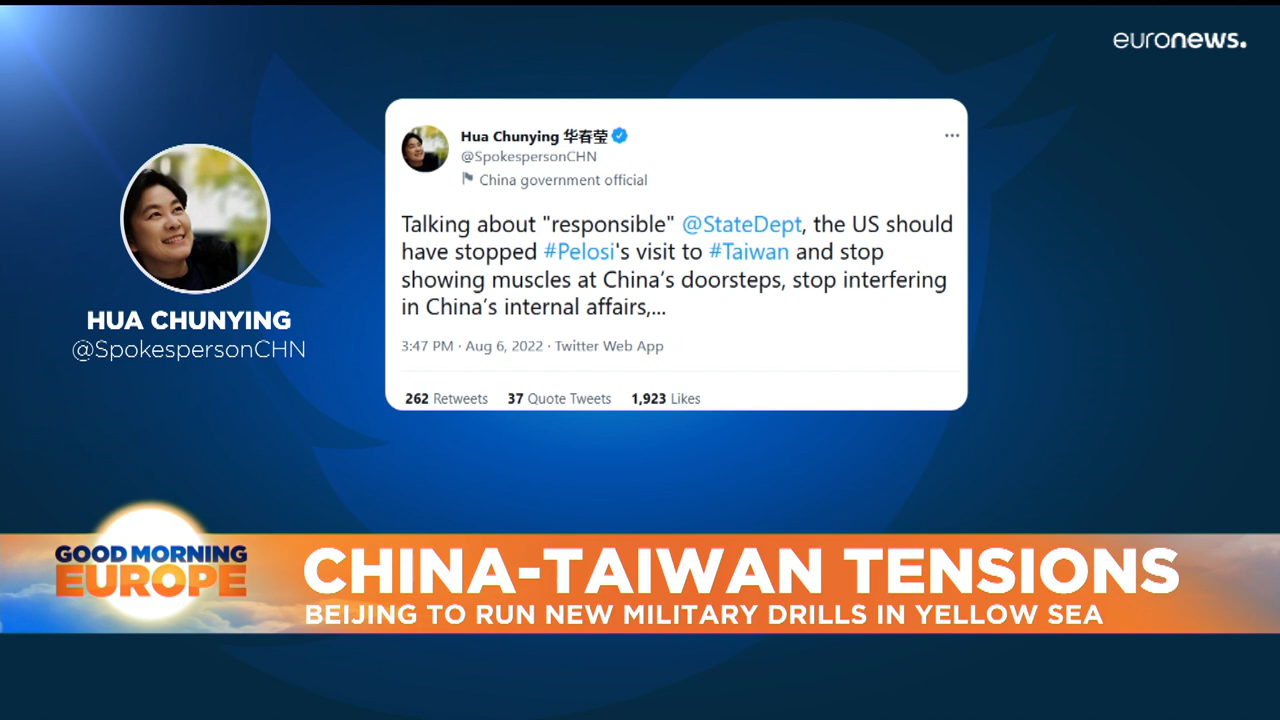 euronews.
Hua Chunying 华春莹
@SpokespersonCHN
China government official
Talking about "responsible" @StateDept, the US should
have stopped #Pelosi's visit to #Taiwan and stop
showing muscles at China's doorsteps, stop interfering
in China's internal affairs,...
3:47 PM · Aug 6, 2022 · Twitter Web App
262 Retweets 37 Quote Tweets 1,923 Likes
HUA CHUNYING
@SpokespersonCHN
GOOD MORNING
EUROPE
CHINA-TAIWAN TENSIONS
BEIJING TO RUN NEW MILITARY DRILLS IN YELLOW SEA